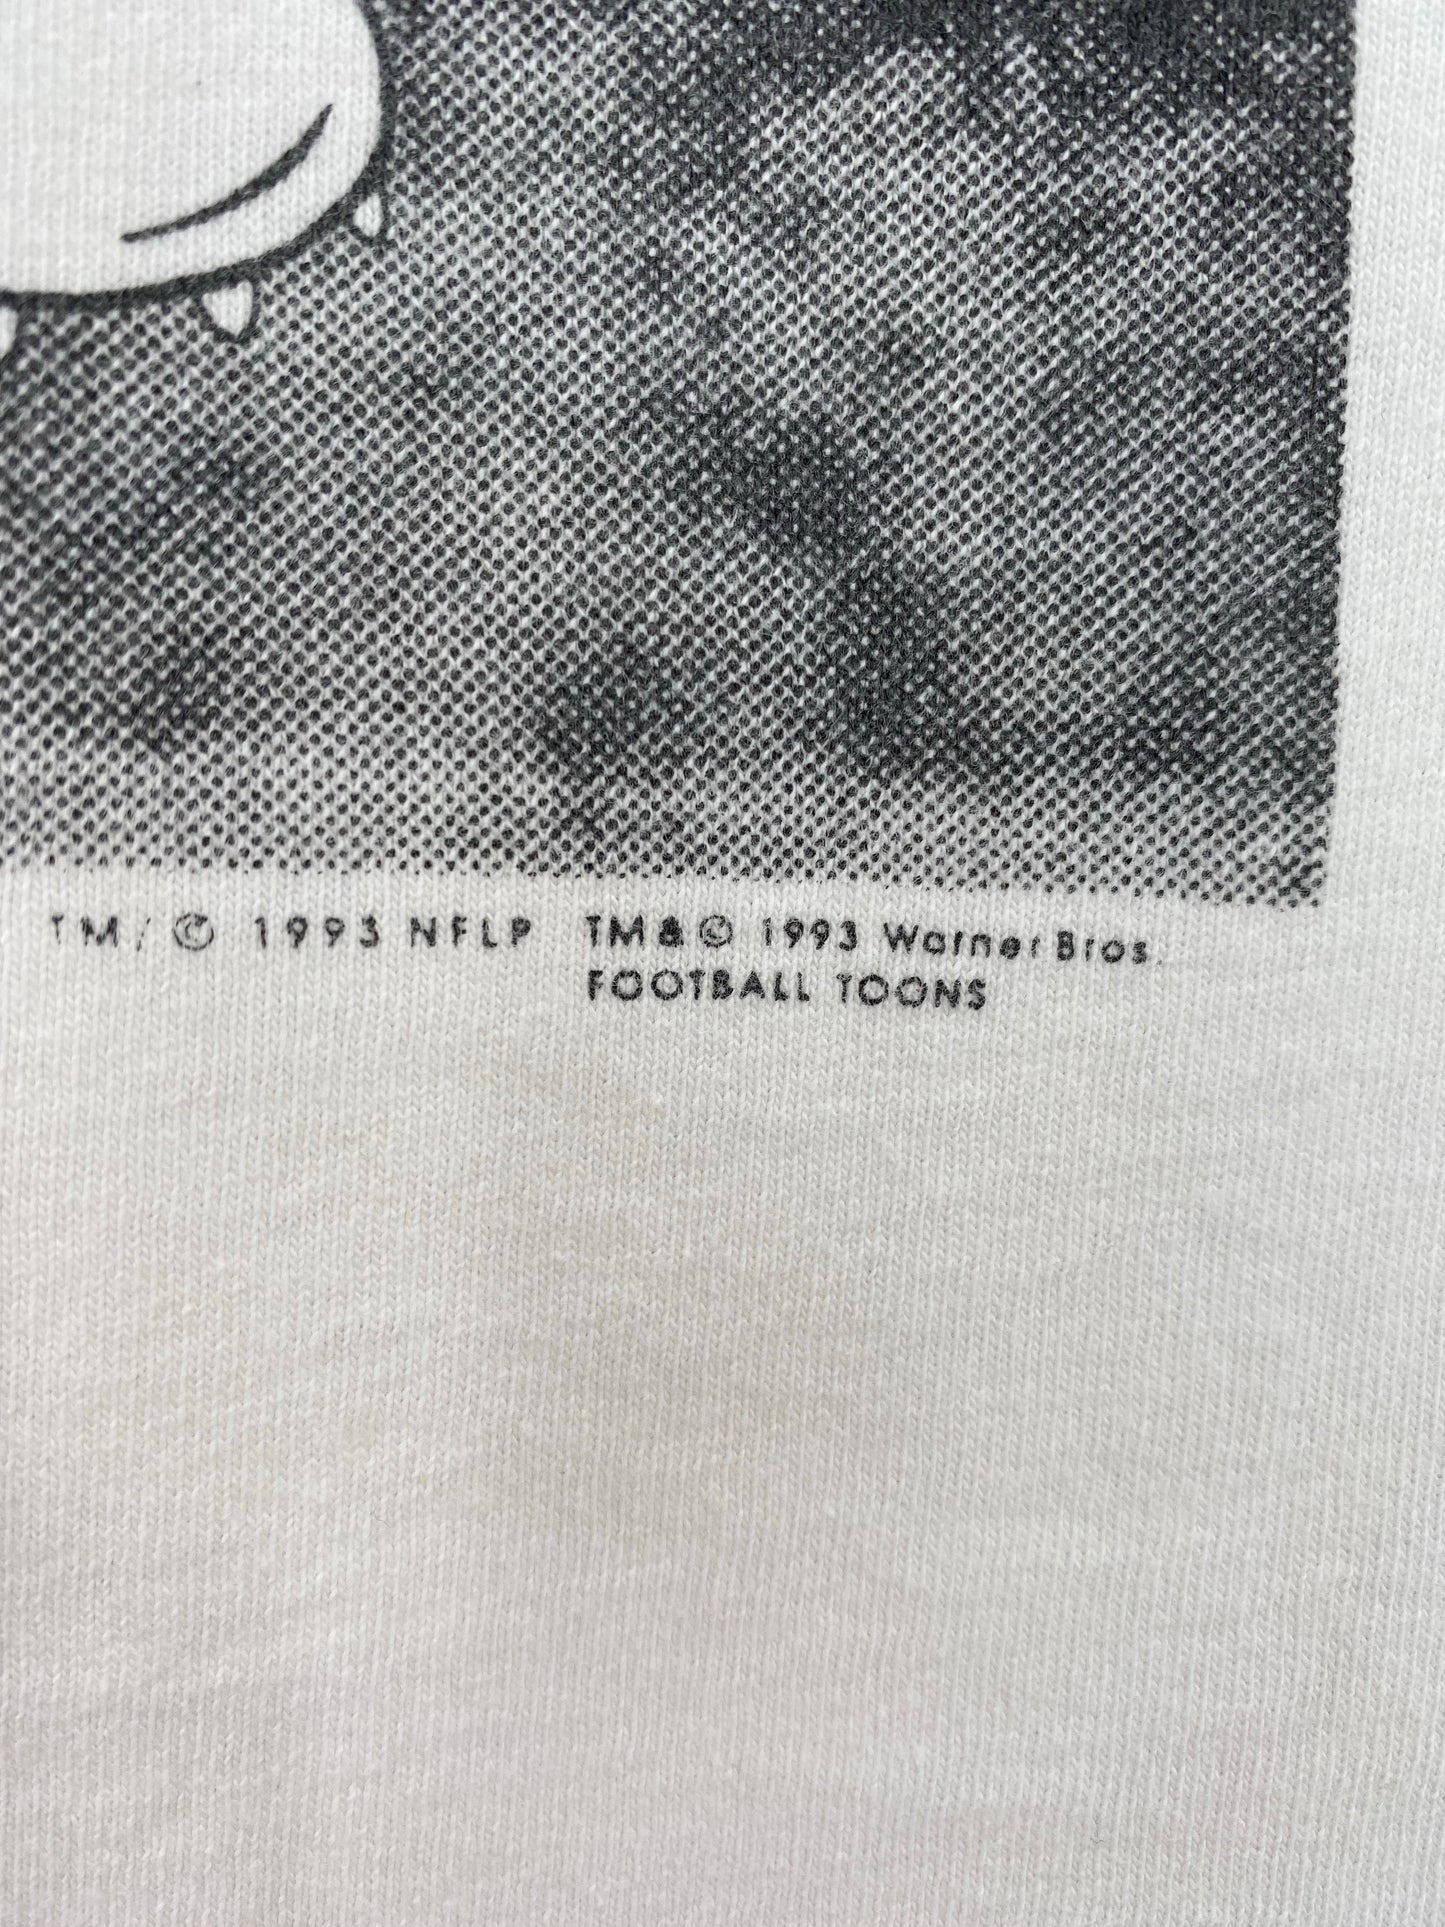 TM/© 1993 NFLP TM&© 1993 Warner Bros.
FOOTBALL TOONS